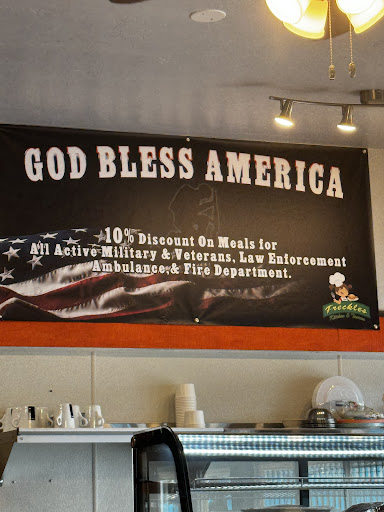 GOD BLESS AMERICA
10% Discount On Meals for
All Active Military & Veterans, Law Enforcement
Ambulance & Fire Department.
Freckles